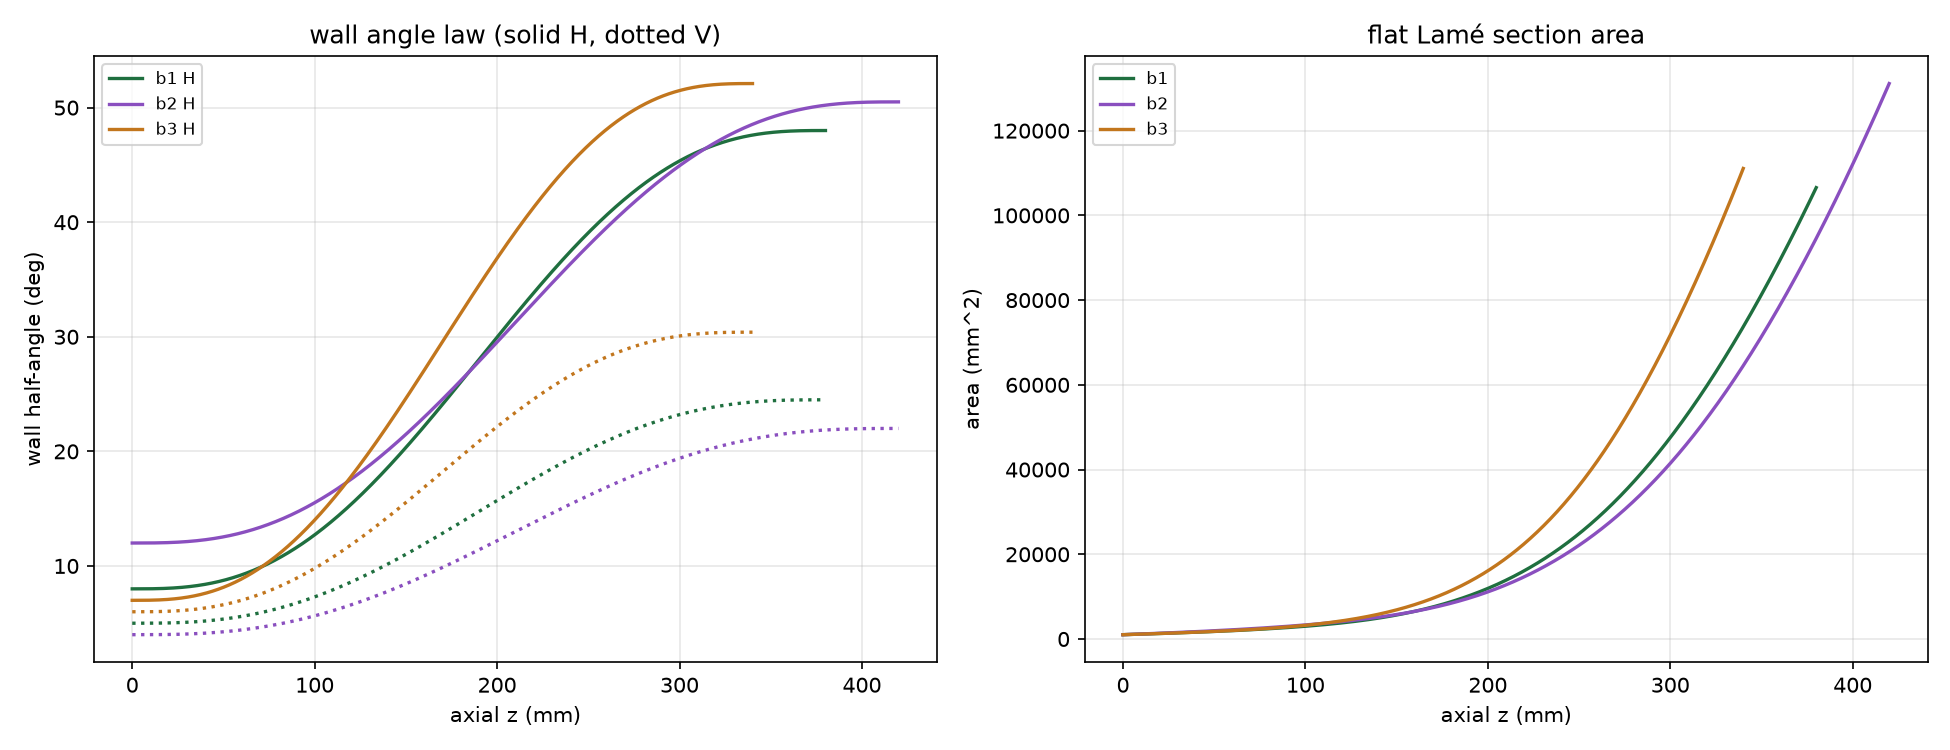 wall angle law (solid H, dotted V)
b1 H
b2 H
b3 H
50
40
30
20
10
wall half-angle (deg)
0
100
200
300
400
axial z (mm)
flat Lamé section area
b1
b2
b3
120000
100000
80000
60000
40000
20000
0
area (mm^2)
0
100
200
300
400
axial z (mm)